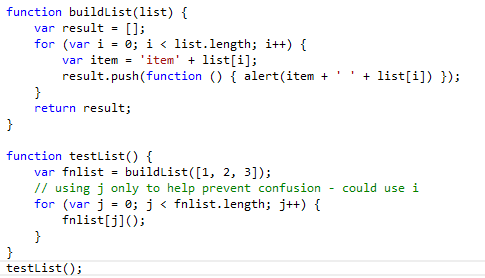 function buildList(list) {
    var result = [];
    for (var i = 0; i < list.length; i++) {
        var item = 'item' + list[i];
        result.push(function () { alert(item + ' ' + list[i]) });
    }
    return result;
}

function testList() {
    var fnlist = buildList([1, 2, 3]);
    // using j only to help prevent confusion - could use i
    for (var j = 0; j < fnlist.length; j++) {
        fnlist[j]();
    }
}
testList();